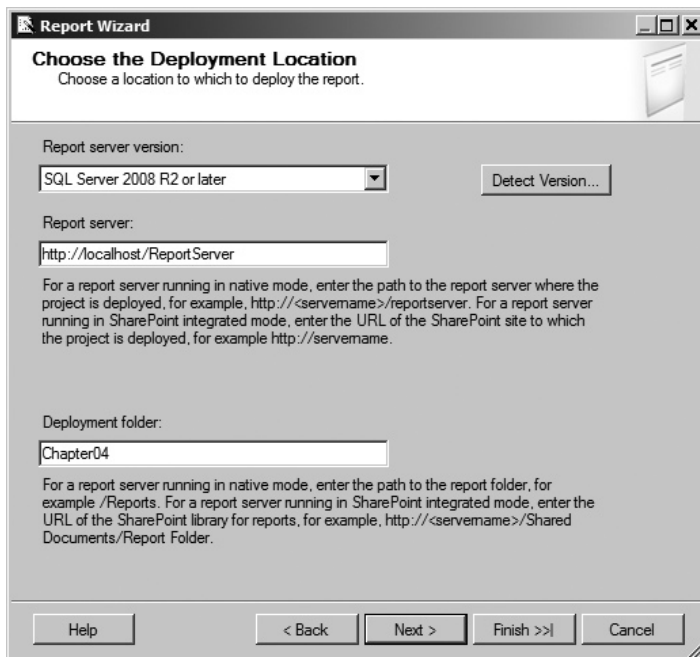 Report Wizard
Choose the Deployment Location
Choose a location to which to deploy the report.
Report server version:
SQL Server 2008 R2 or later
Detect Version...
Report server:
http://localhost/ReportServer
For a report server running in native mode, enter the path to the report server where the
project is deployed, for example, http://<servername>/reportserver. For a report server
running in SharePoint integrated mode, enter the URL of the SharePoint site to which
the project is deployed, for example http://servername.
Deployment folder:
Chapter04
For a report server running in native mode, enter the path to the report folder, for
example /Reports. For a report server running in SharePoint integrated mode, enter the
URL of the SharePoint library for reports, for example, http://<servername>/Shared
Documents/Report Folder.
Help
< Back
Next >
Finish >>|
Cancel